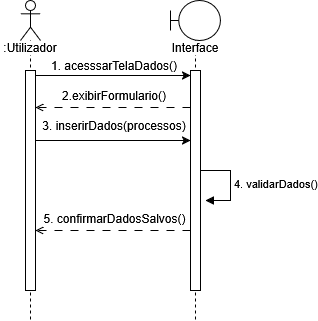 :Utilizador
Interface
1. acesssarTelaDados()
2.exibirFormulario()
3. inserirDados(processos)
4. validarDados()
5. confirmarDadosSalvos()